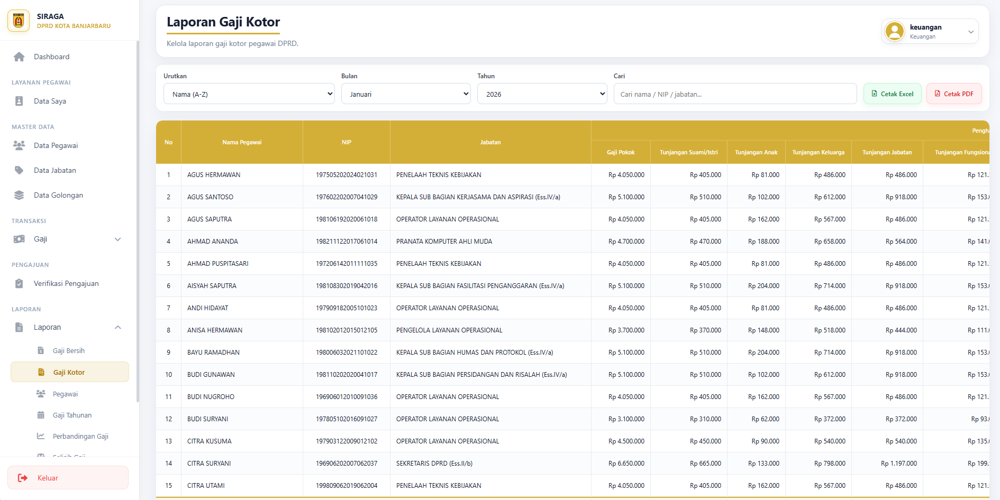 SIRAGA
DPRD KOTA BANJARBARU
Dashboard
LAYANAN PEGAWAI
Data Saya
MASTER DATA
Data Pegawai
Data Jabatan
Data Golongan
TRANSAKSI
Gaji
PENGAJUAN
Verifikasi Pengajuan
LAPORAN
Laporan
Gaji Bersih
Gaji Kotor
Pegawai
Gaji Tahunan
Perbandingan Gaji
Keluar
Laporan Gaji Kotor
Kelola laporan gaji kotor pegawai DPRD.
keuangan
Keuangan
Urutkan Bulan Tahun Cari
Nama (A-Z) Januari 2026 Cari nama / NIP / jabatan... Cetak Excel Cetak PDF
No Nama Pegawai NIP Jabatan
Gaji Pokok Tunjangan Suami/Istri Tunjangan Anak Tunjangan Keluarga Tunjangan Jabatan Tunjangan
1 AGUS HERMAWAN 197505202024021031 PENELAAH TEKNIS KEBIJAKAN Rp 4.050.000 Rp 405.000 Rp 81.000 Rp 486.000 Rp 486.000 Rp 121.
2 AGUS SANTOSO 197602202007041029 KEPALA SUB BAGIAN KERJASAMA DAN ASPIRASI (Ess.IV/a) Rp 5.100.000 Rp 510.000 Rp 102.000 Rp 612.000 Rp 918.000 Rp 153.
3 AGUS SAPUTRA 198106192020061018 OPERATOR LAYANAN OPERASIONAL Rp 4.050.000 Rp 405.000 Rp 162.000 Rp 567.000 Rp 486.000 Rp 121.
4 AHMAD ANANDA 198211122017061014 PRANATA KOMPUTER AHLI MUDA Rp 4.700.000 Rp 470.000 Rp 188.000 Rp 658.000 Rp 564.000 Rp 141.
5 AHMAD PUSPITASARI 197206142011111035 PENELAAH TEKNIS KEBIJAKAN Rp 4.050.000 Rp 405.000 Rp 81.000 Rp 486.000 Rp 486.000 Rp 121.
6 AISYAH SAPUTRA 198108302019042016 KEPALA SUB BAGIAN FASILITASI PENGANGGARAN (Ess.IV/a) Rp 5.100.000 Rp 510.000 Rp 204.000 Rp 714.000 Rp 918.000 Rp 153.
7 ANDI HIDAYAT 197909182005101023 OPERATOR LAYANAN OPERASIONAL Rp 4.050.000 Rp 405.000 Rp 81.000 Rp 486.000 Rp 486.000 Rp 121.
8 ANISA HERMAWAN 198102012015012105 PENGELOLA LAYANAN OPERASIONAL Rp 3.700.000 Rp 370.000 Rp 148.000 Rp 518.000 Rp 444.000 Rp 111.
9 BAYU RAMADHAN 198006032021101022 KEPALA SUB BAGIAN HUMAS DAN PROTOKOL (Ess.IV/a) Rp 5.100.000 Rp 510.000 Rp 204.000 Rp 714.000 Rp 918.000 Rp 153.
10 BUDI GUNAWAN 198110202020041017 KEPALA SUB BAGIAN PERSIDANGAN DAN RISALAH (Ess.IV/a) Rp 5.100.000 Rp 510.000 Rp 102.000 Rp 612.000 Rp 918.000 Rp 153.
11 BUDI NUGROHO 196906012010091036 OPERATOR LAYANAN OPERASIONAL Rp 4.050.000 Rp 405.000 Rp 162.000 Rp 567.000 Rp 486.000 Rp 121.
12 BUDI SURYANI 197805102016091027 OPERATOR LAYANAN OPERASIONAL Rp 3.100.000 Rp 310.000 Rp 62.000 Rp 372.000 Rp 372.000 Rp 93.
13 CITRA KUSUMA 197903122009012102 OPERATOR LAYANAN OPERASIONAL Rp 4.500.000 Rp 450.000 Rp 90.000 Rp 540.000 Rp 540.000 Rp 135.
14 CITRA SURYANI 196906202007062037 SEKRETARIS DPRD (Ess.II/b) Rp 6.650.000 Rp 665.000 Rp 133.000 Rp 798.000 Rp 1.197.000 Rp 199.
15 CITRA UTAMI 199809062019062004 PENELAAH TEKNIS KEBIJAKAN Rp 4.050.000 Rp 405.000 Rp 162.000 Rp 567.000 Rp 486.000 Rp 121.